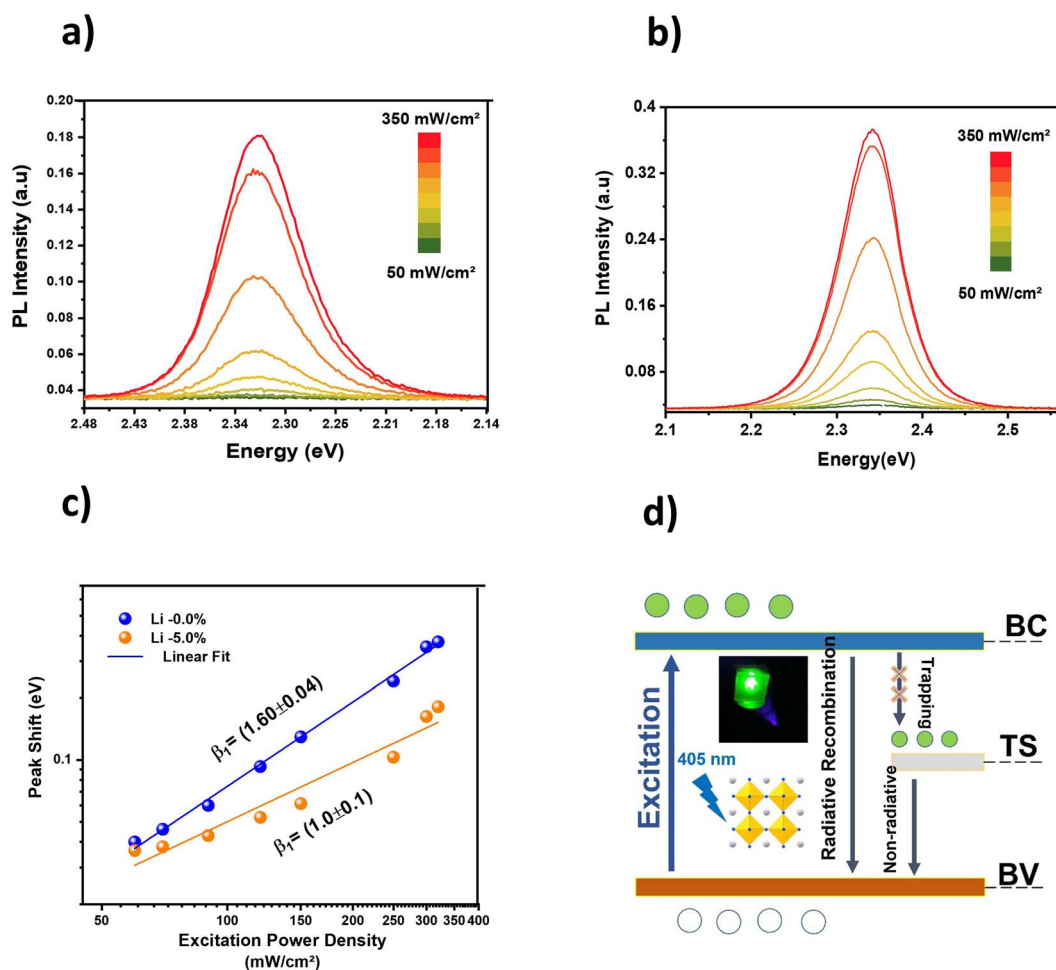 a)
0.20
0.18
0.16
0.14
0.12
0.10
0.08
0.06
0.04
PL Intensity (a.u)
350 mW/cm²
50 mW/cm²
2.48 2.43 2.38 2.34 2.30 2.25 2.22 2.18 2.14
Energy (eV)
b)
0.4
0.32
0.24
0.16
0.08
PL Intensity (a.u)
350 mW/cm²
50 mW/cm²
2.1 2.2 2.3 2.4 2.5
Energy(eV)
c)
Li -0.0%
Li -5.0%
Linear Fit
β₁= (1.60±0.04)
β₁= (1.0±0.1)
0.1
Peak Shift (eV)
50 100 150 200 250 300 350 400
Excitation Power Density
(mW/cm²)
d)
BC
TS
BV
Excitation
405 nm
Radiative Recombination
Trapping
Non-radiative